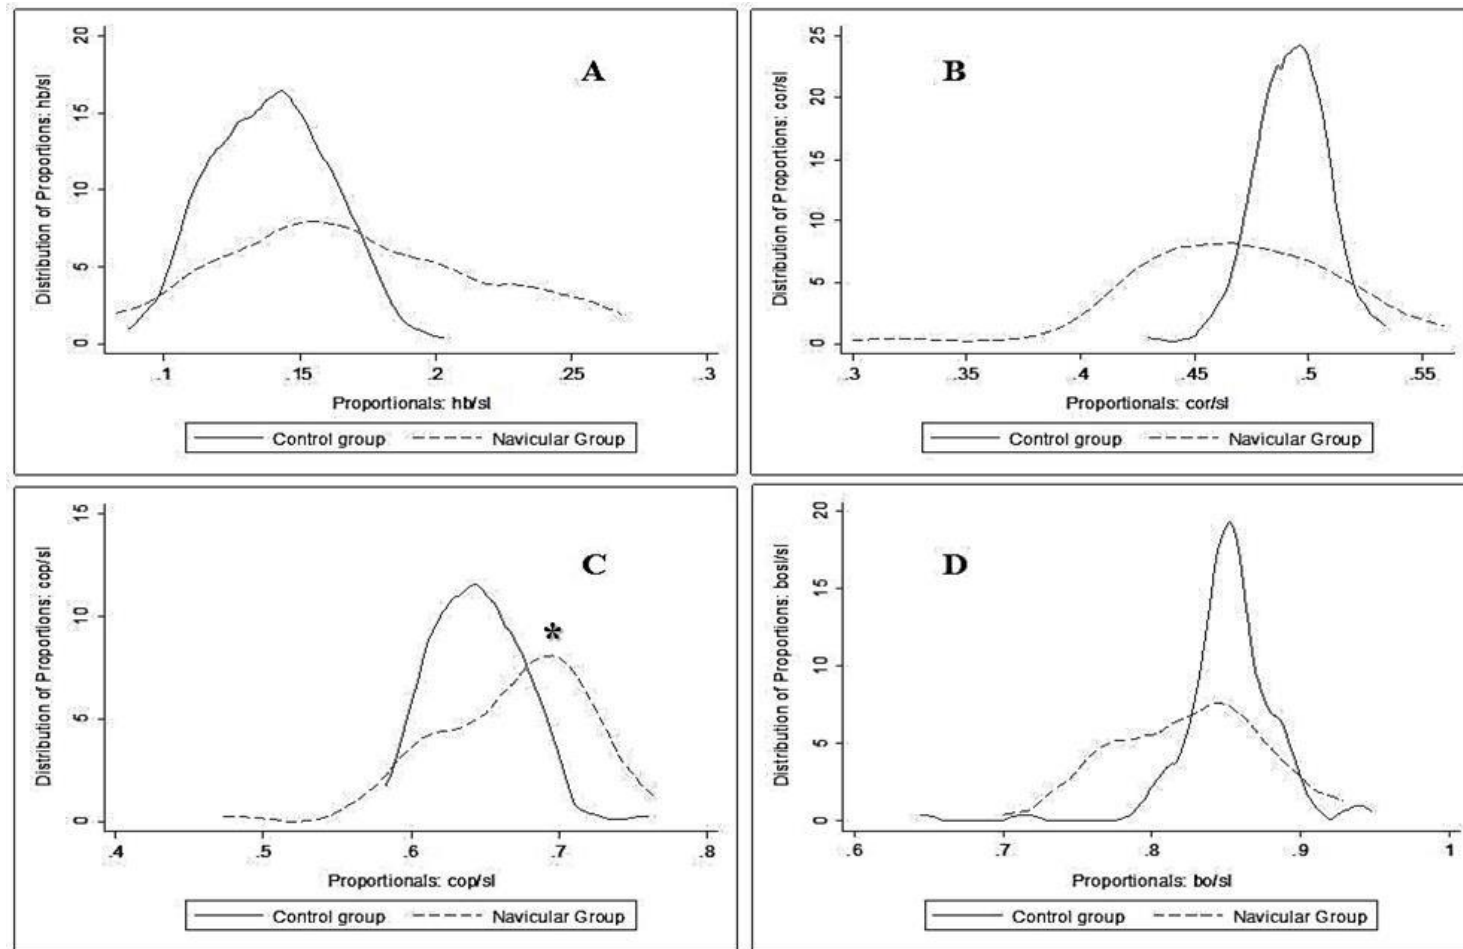 A
Distribution of Proportions: hb/sl
20
15
10
5
0
.1 .15 .2 .25 .3
Proportionals: hb/sl
Control group Navicular Group
B
Distribution of Proportions: cor/sl
25
20
15
10
5
0
.3 .35 .4 .45 .5 .55
Proportionals: cor/sl
Control group Navicular Group
C
*
Distribution of Proportions: cop/sl
15
10
5
0
.4 .5 .6 .7 .8
Proportionals: cop/sl
Control group Navicular Group
D
Distribution of Proportions: bosl/sl
20
15
10
5
0
.6 .7 .8 .9 1
Proportionals: bo/sl
Control group Navicular Group